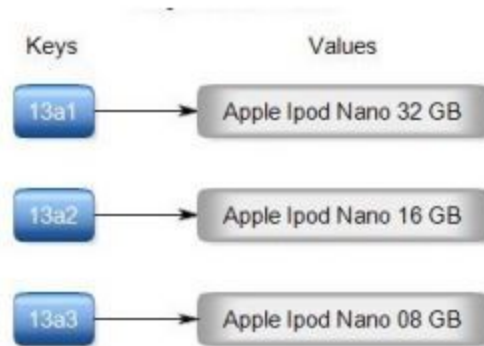 Keys Values
13a1 Apple Ipod Nano 32 GB
13a2 Apple Ipod Nano 16 GB
13a3 Apple Ipod Nano 08 GB